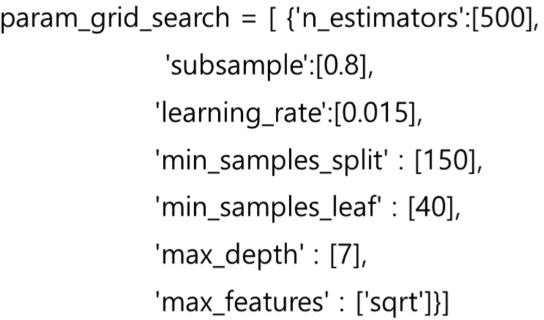 param_grid_search = [ {'n_estimators':[500],
'subsample':[0.8],
'learning_rate':[0.015],
'min_samples_split' : [150],
'min_samples_leaf' : [40],
'max_depth' : [7],
'max_features' : ['sqrt']}]